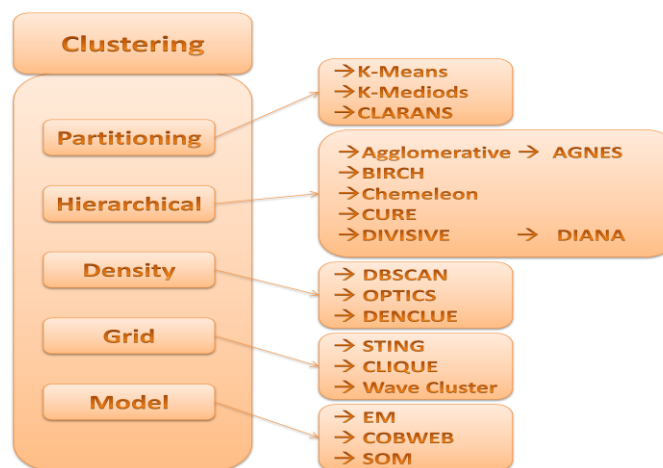 Clustering
Partitioning
→K-Means
→K-Mediods
→CLARANS
Hierarchical
→Agglomerative → AGNES
→BIRCH
→Chemeleon
→CURE
→DIVISIVE → DIANA
Density
→ DBSCAN
→ OPTICS
→ DENCLUE
Grid
→ STING
→ CLIQUE
→ Wave Cluster
Model
→ EM
→ COBWEB
→ SOM